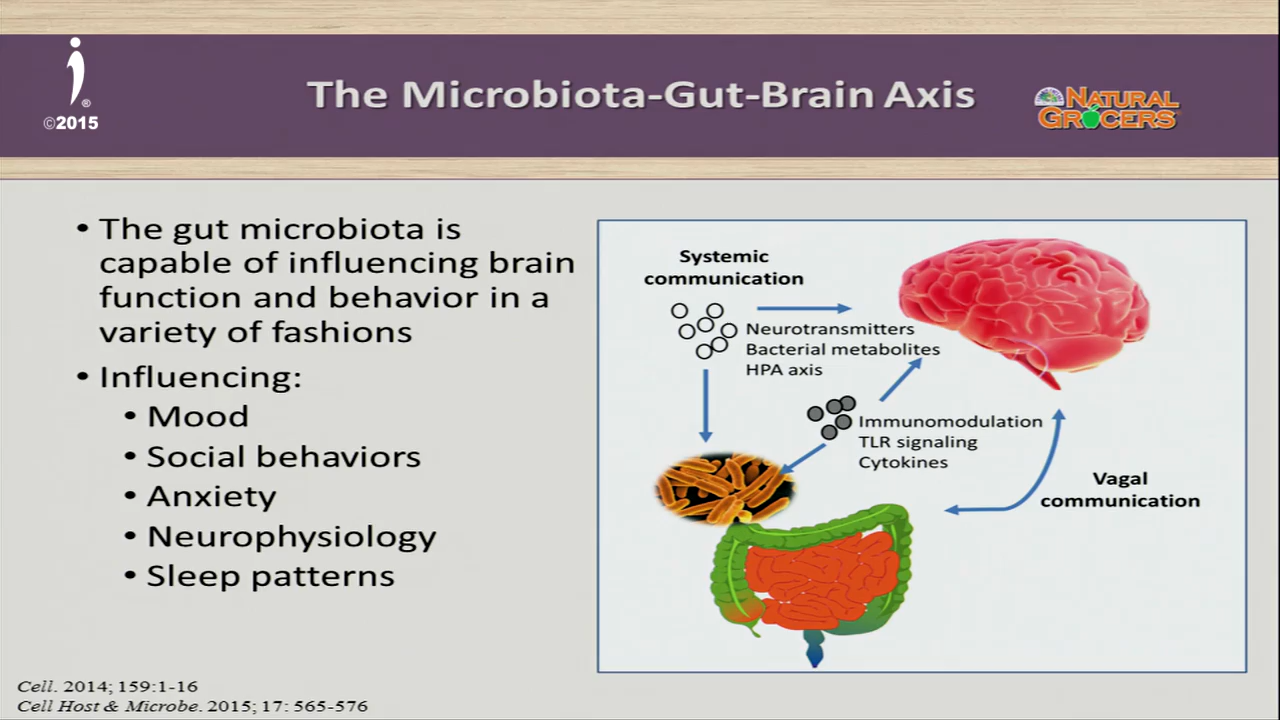 ©2015
The Microbiota-Gut-Brain Axis
NATURAL
GROCERS
• The gut microbiota is
capable of influencing brain
function and behavior in a
variety of fashions
• Influencing:
• Mood
• Social behaviors
• Anxiety
• Neurophysiology
• Sleep patterns
Systemic
communication
Neurotransmitters
Bacterial metabolites
HPA axis
Immunomodulation
TLR signaling
Cytokines
Vagal
communication
Cell. 2014; 159:1-16
Cell Host & Microbe. 2015; 17: 565-576